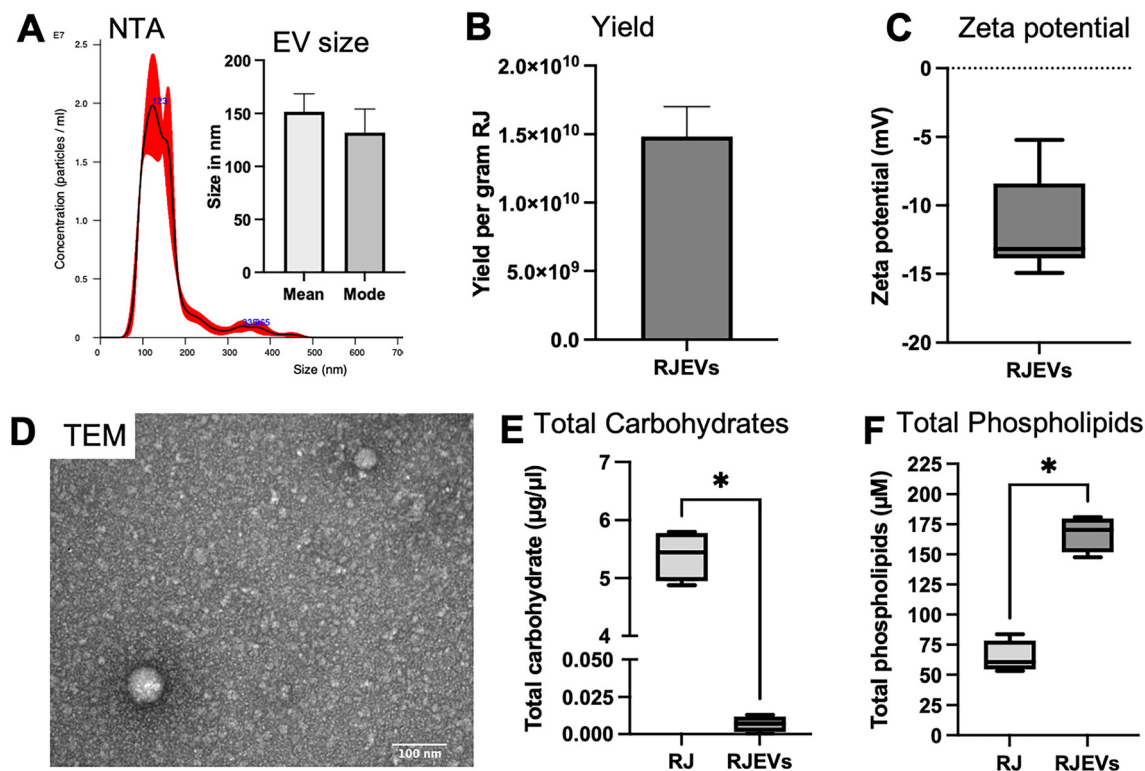 A
NTA
E7
2.5
2.0
1.5
1.0
0.5
0
0
100
200
300
400
500
600
70
Concentration (particles / ml)
Size (nm)
123
365
EV size
200
150
100
50
0
Size in nm
Mean
Mode
B
Yield
2.0×10¹⁰
1.5×10¹⁰
1.0×10¹⁰
5.0×10⁹
0.0
Yield per gram RJ
RJEVs
C
Zeta potential
0
-5
-10
-15
-20
Zeta potential (mV)
RJEVs
D
TEM
100 nm
E
Total Carbohydrates
7
6
5
4
0.050
0.025
0.000
Total carbohydrate (µg/µl)
*
RJ
RJEVs
F
Total Phospholipids
225
200
175
150
125
100
75
50
25
0
Total pholipids (µM)
*
RJ
RJEVs